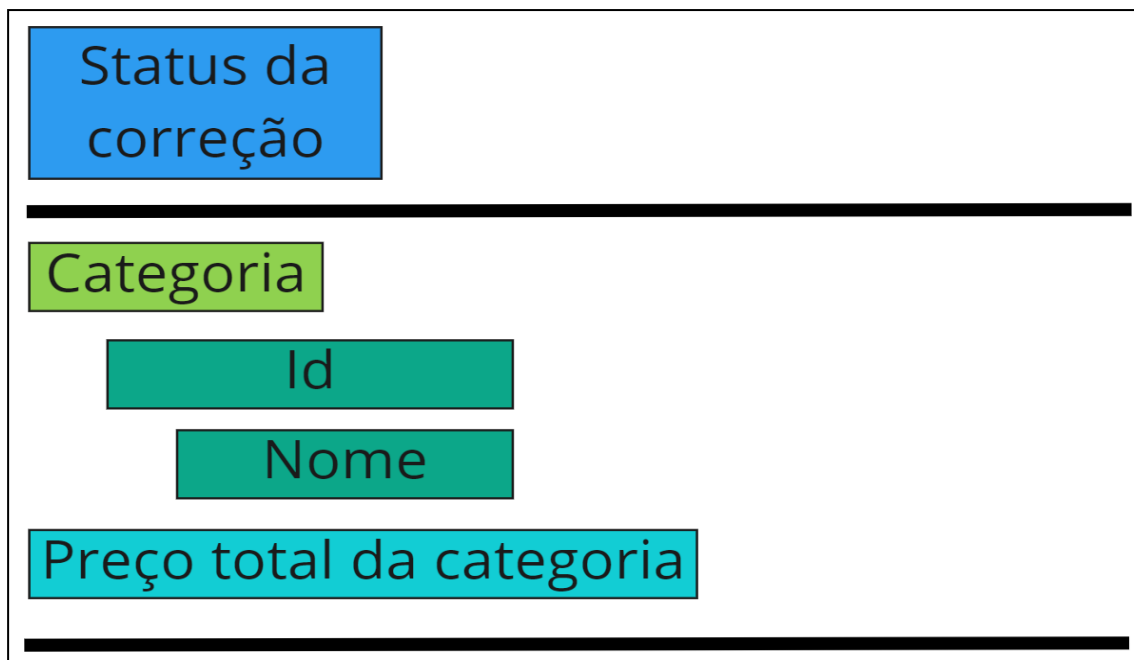 Status da
correção
Categoria
Id
Nome
Preço total da categoria